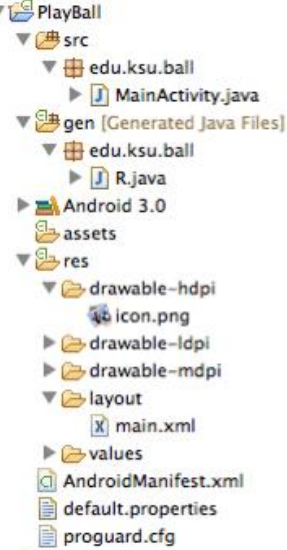 PlayBall
src
edu.ksu.ball
MainActivity.java
gen [Generated Java Files]
edu.ksu.ball
R.java
Android 3.0
assets
res
drawable-hdpi
icon.png
drawable-ldpi
drawable-mdpi
layout
main.xml
values
AndroidManifest.xml
default.properties
proguard.cfg